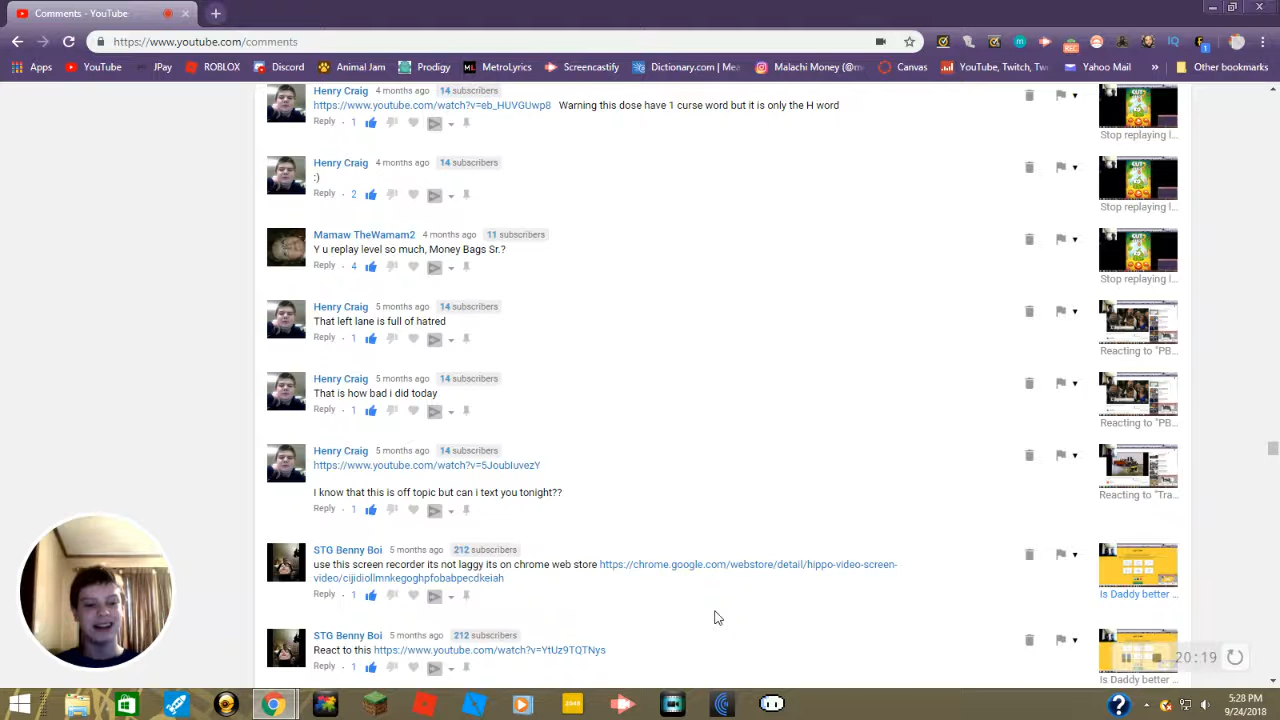 Comments - YouTube
https://www.youtube.com/comments
Apps YouTube JPay ROBLOX Discord Animal Jam Prodigy MetroLyrics Screencastify Dictionary.com | Mea Malachi Money (@m Canvas YouTube, Twitch, Tw Yahoo Mail » Other bookmarks
Henry Craig 4 months ago 14 subscribers
https://www.youtube.com/watch?v=eb_HUVGUwp8 Warning this dose have 1 curse word but it is only the H word
Reply · 1
Stop replaying l...
Henry Craig 4 months ago 14 subscribers
:)
Reply · 2
Stop replaying l...
Mamaw TheWamam2 4 months ago 11 subscribers
Y u replay level so much, Money Bags Sr.?
Reply · 4
Stop replaying l...
Henry Craig 5 months ago 14 subscribers
That left lane is full of hatred
Reply · 1
Reacting to "PB...
Henry Craig 5 months ago 14 subscribers
That is how bad i did today
Reply · 1
Reacting to "PB...
Henry Craig 5 months ago 14 subscribers
https://www.youtube.com/watch?v=5JoubIuvezY
I know that this is off topic but can I text you tonight??
Reply · 1
Reacting to "Tra...
STG Benny Boi 5 months ago 212 subscribers
use this screen recorder its not laggy its on chrome web store https://chrome.google.com/webstore/detail/hippo-video-screen-
video/cijidiollmnkegoghpfobabpecdkeiah
Reply · 1
Is Daddy better ...
STG Benny Boi 5 months ago 212 subscribers
React to this https://www.youtube.com/watch?v=YtUz9TQTNys
Reply · 1
Is Daddy better ...
20:19
5:28 PM
9/24/2018